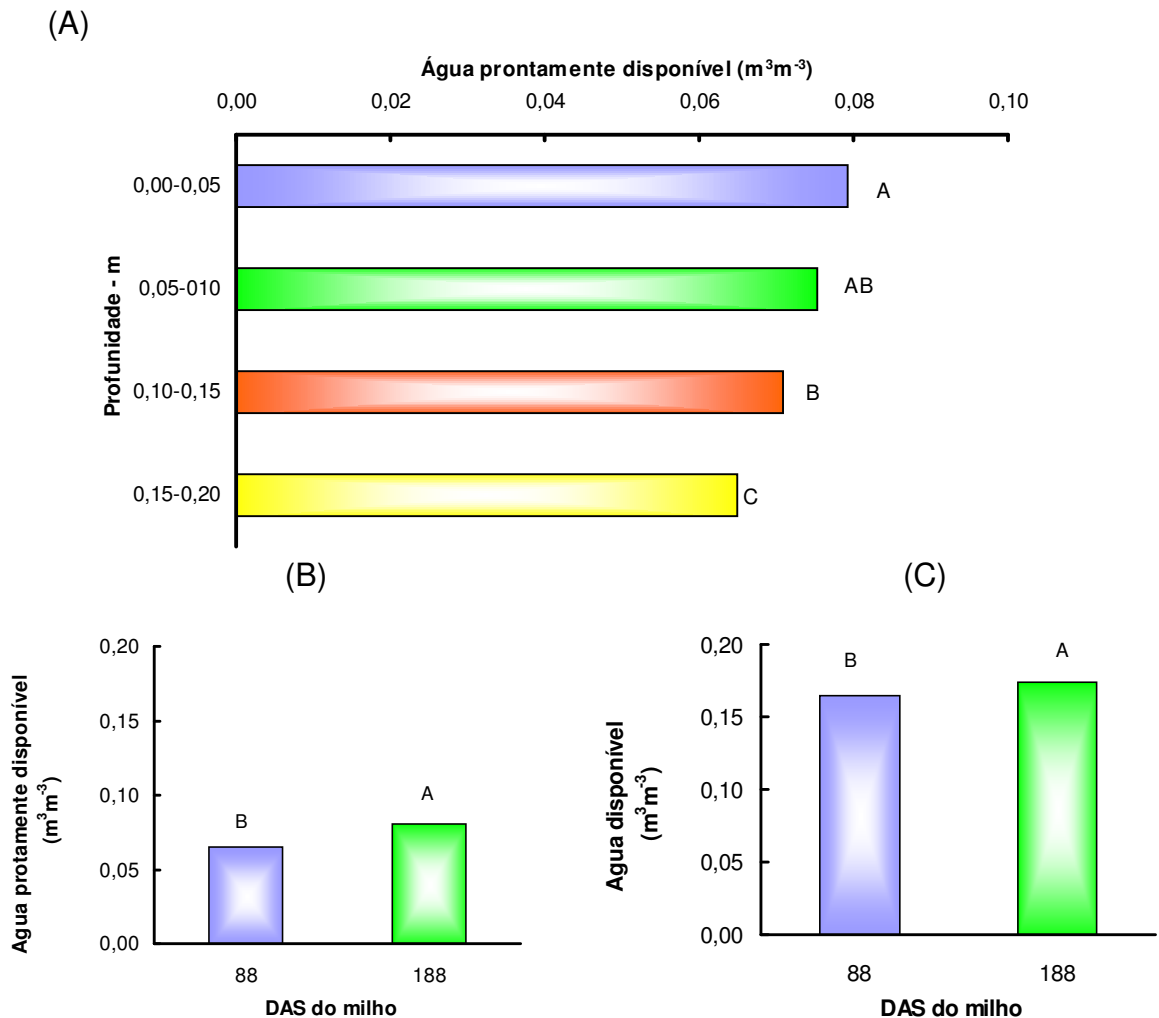 (A)
Água prontamente disponível (m³m⁻³)
0,00 0,02 0,04 0,06 0,08 0,10
Profunidade - m
0,00-0,05 A
0,05-010 AB
0,10-0,15 B
0,15-0,20 C
(B)
Agua protamente disponível
(m³m⁻³)
0,20
0,15
0,10
0,05
0,00
B
A
88 188
DAS do milho
(C)
Agua disponível
(m³m⁻³)
0,20
0,15
0,10
0,05
0,00
B
A
88 188
DAS do milho